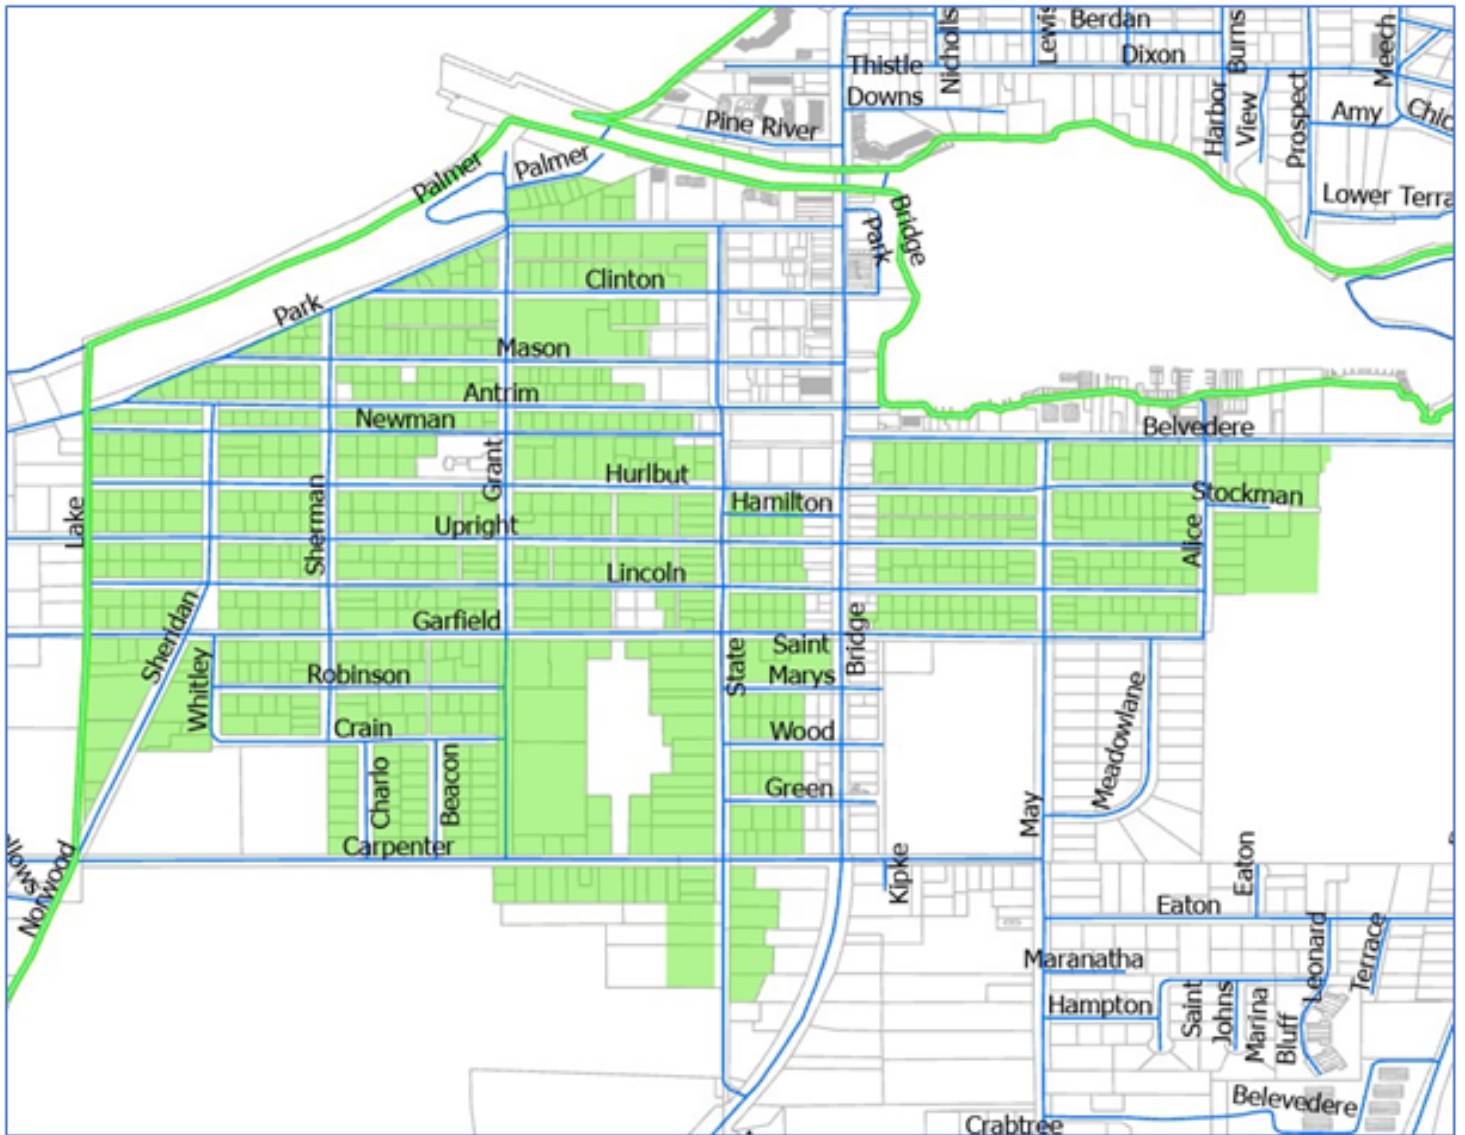 Nicholls
Lewis
Berdan
Burns
Meech
Dixon
Thistle
Downs
Harbor
View
Prospect
Amy
Chic
Pine River
Palmer
Palmer
Lower Terra
Bridge
Park
Clinton
Park
Mason
Antrim
Newman
Belvedere
Grant
Hurlbut
Sherman
Hamilton
Stockman
Lake
Upright
Alice
Lincoln
Sheridan
Garfield
Bridge
Saint
Marys
State
Whitley
Robinson
Meadowlane
Crain
Wood
Charlo
Beacon
Green
May
Carpenter
llows
Norwood
Kipke
Eaton
Eaton
Leonard
Terrace
Maranatha
Hampton
Saint
Johns
Marina
Bluff
Belevedere
Crabtree